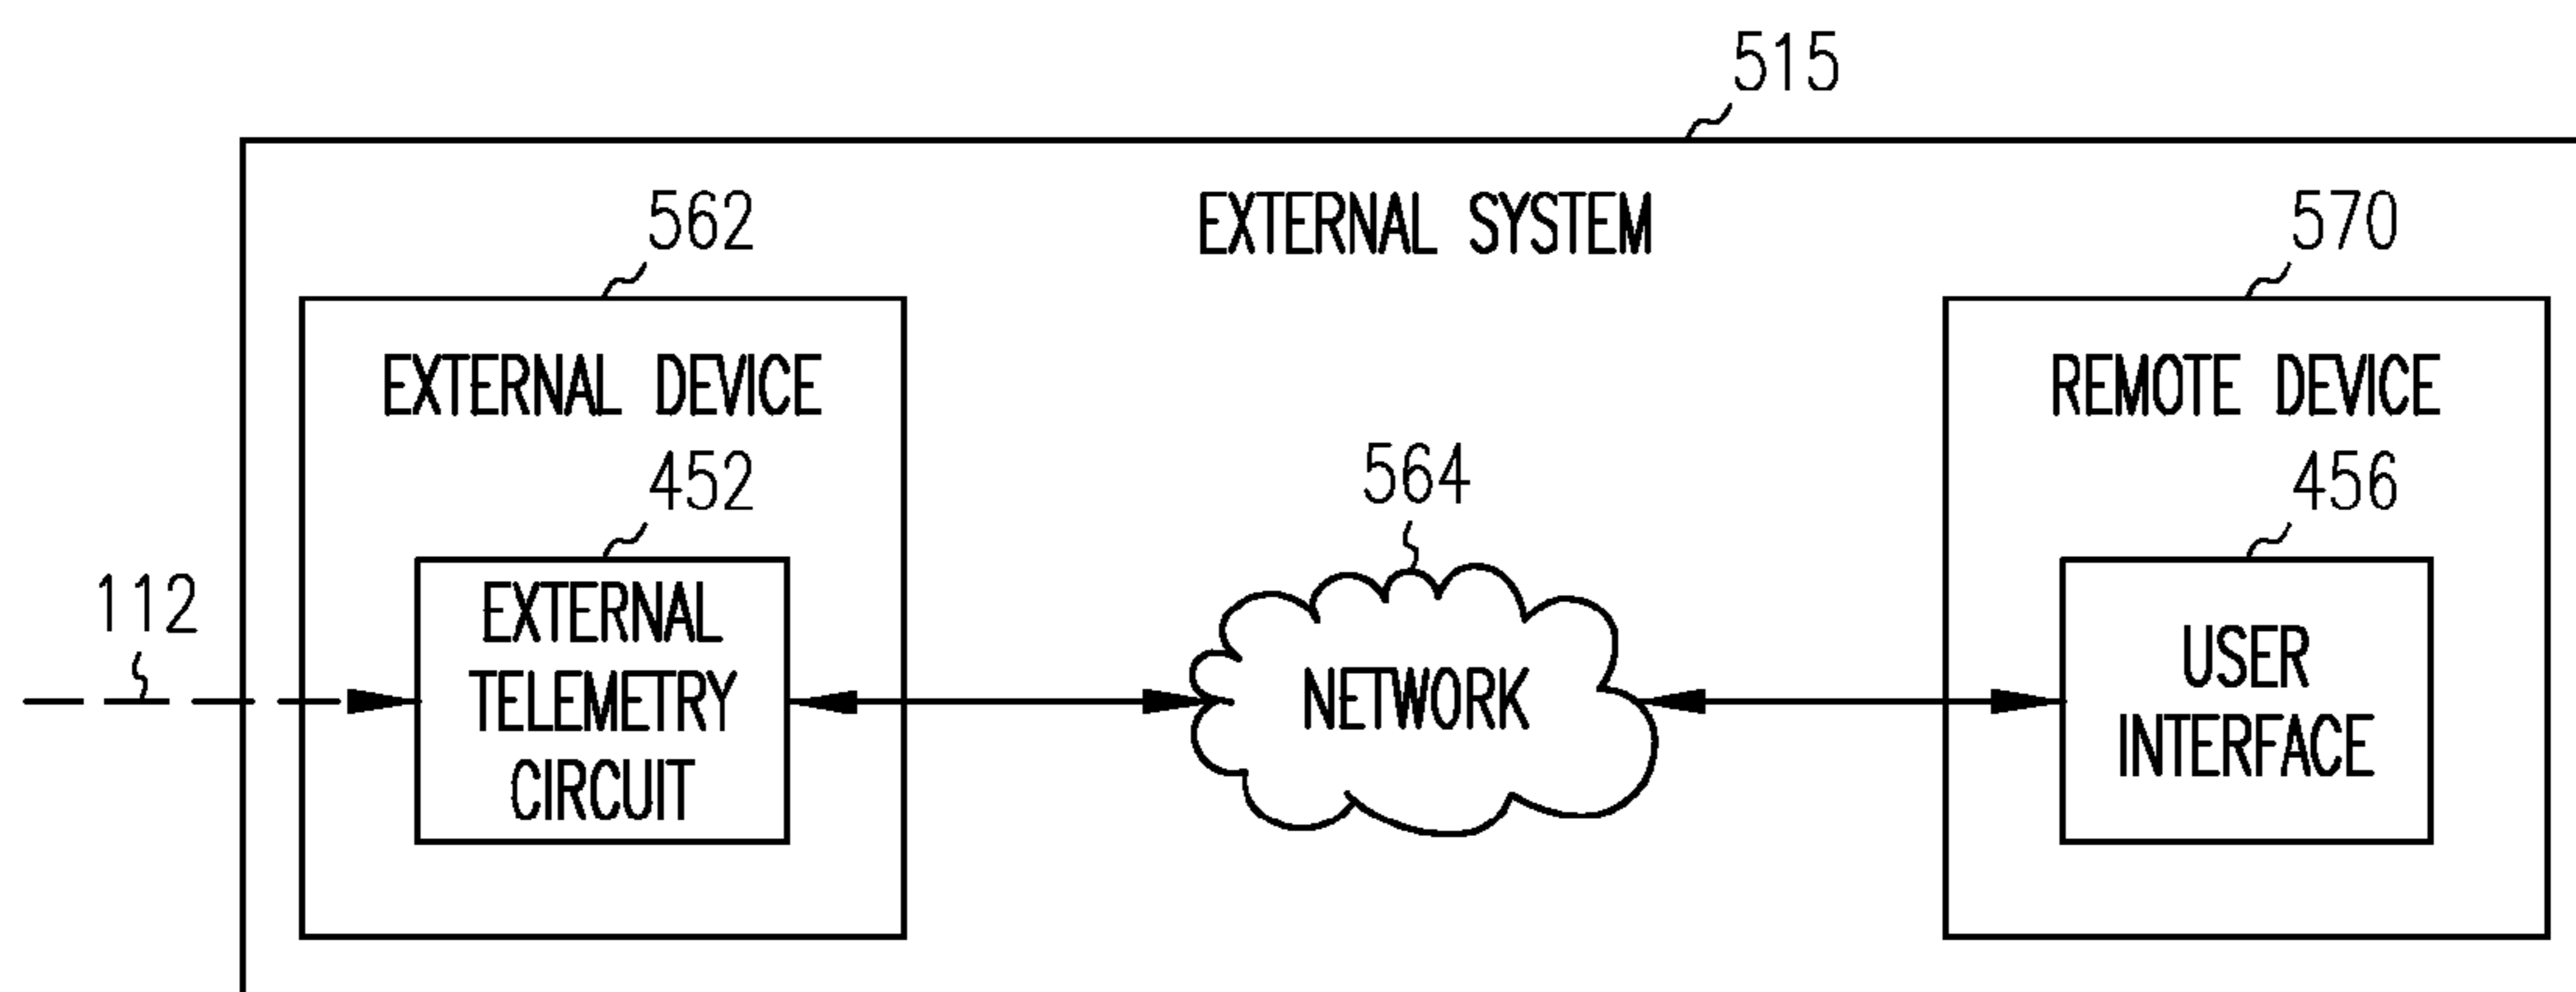 515
EXTERNAL SYSTEM
562
570
EXTERNAL DEVICE
REMOTE DEVICE
452
564
456
112
EXTERNAL
TELEMETRY
CIRCUIT
NETWORK
USER
INTERFACE